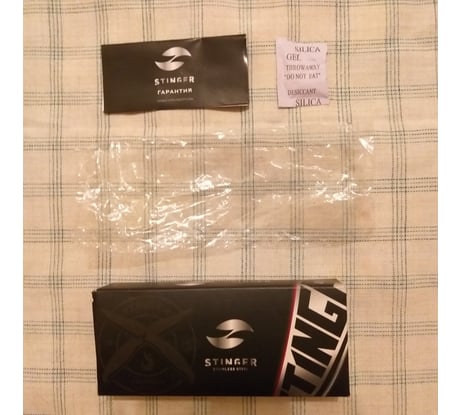 STINGER
ГАРАНТИЯ
SILICA
GEL
THROWAWAY
"DO NOT EAT"
DESICCANT
SILICA
STINGER
STAINLESS STEEL
TING